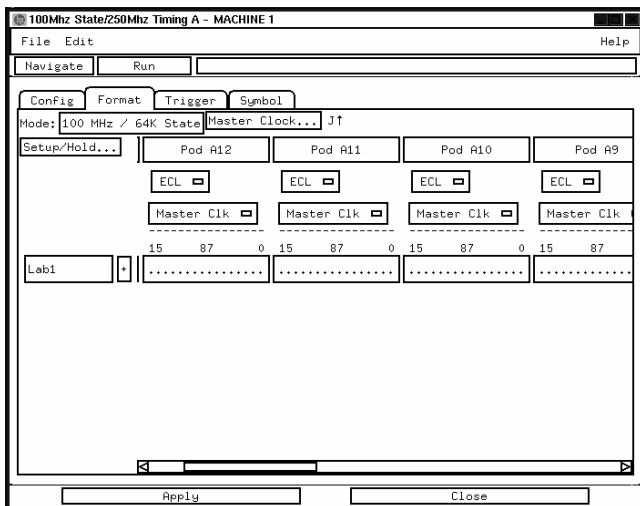 100Mhz State/250Mhz Timing A - MACHINE 1
File Edit Help
Navigate Run
Config Format Trigger Symbol
Mode: 100 MHz / 64K State Master Clock... J↑
Setup/Hold... Pod A12 Pod A11 Pod A10 Pod A9
ECL ECL ECL ECL
Master Clk Master Clk Master Clk Master Clk
15 87 0 15 87 0 15 87 0 15 87
Lab1 + ................ ................ ................ ............
Apply Close